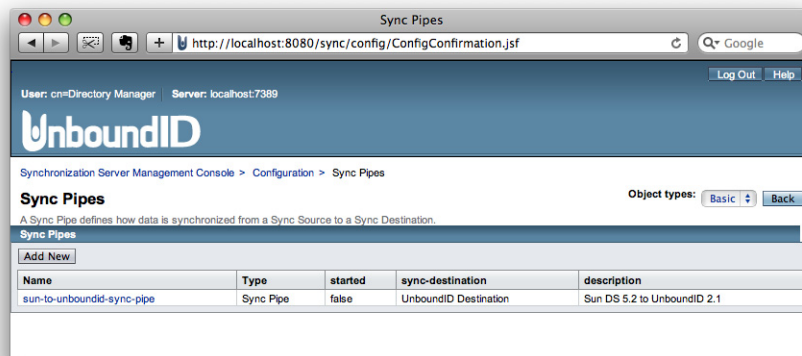 Sync Pipes
http://localhost:8080/sync/config/ConfigConfirmation.jsf
Google
Log Out Help
User: cn=Directory Manager Server: localhost:7389
UnboundID
Synchronization Server Management Console > Configuration > Sync Pipes
Sync Pipes
Object types: Basic Back
A Sync Pipe defines how data is synchronized from a Sync Source to a Sync Destination.
Sync Pipes
Add New
Name Type started sync-destination description
sun-to-unboundid-sync-pipe Sync Pipe false UnboundID Destination Sun DS 5.2 to UnboundID 2.1